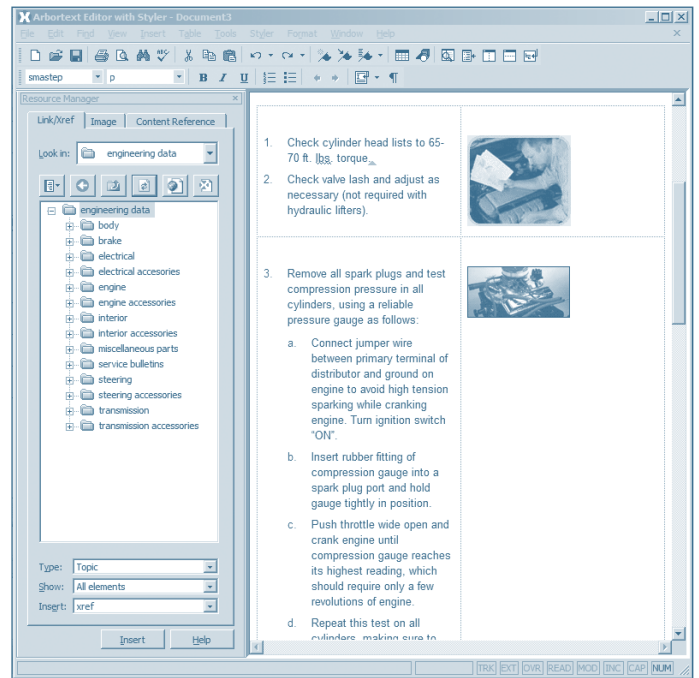 Arbortext Editor with Styler - Document3
File Edit Find View Insert Table Tools Styler Format Window Help
smastep p B I U
Resource Manager
Link/Xref Image Content Reference
Look in: engineering data
engineering data
body
brake
electrical
electrical accesories
engine
engine accessories
interior
interior accessories
miscellaneous parts
service bulletins
steering
steering accessories
transmission
transmission accessories
Type: Topic
Show: All elements
Insert: xref
Insert Help
1. Check cylinder head lists to 65-
70 ft. lbs. torque.
2. Check valve lash and adjust as
necessary (not required with
hydraulic lifters).
3. Remove all spark plugs and test
compression pressure in all
cylinders, using a reliable
pressure gauge as follows:
a. Connect jumper wire
between primary terminal of
distributor and ground on
engine to avoid high tension
sparking while cranking
engine. Turn ignition switch
“ON”.
b. Insert rubber fitting of
compression gauge into a
spark plug port and hold
gauge tightly in position.
c. Push throttle wide open and
crank engine until
compression gauge reaches
its highest reading, which
should require only a few
revolutions of engine.
d. Repeat this test on all
cylinders, making sure to
TRK EXT OVR READ MOD INC CAP NUM